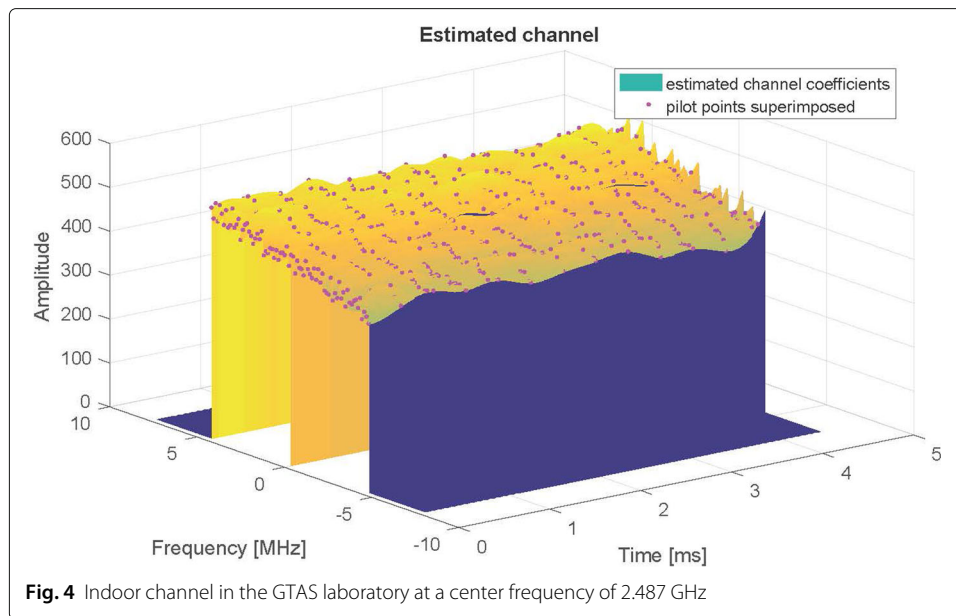 Estimated channel
estimated channel coefficients
pilot points superimposed
600
500
400
300
200
100
0
Amplitude
10
5
0
-5
-10
Frequency [MHz]
0
1
2
3
4
5
Time [ms]
Fig. 4 Indoor channel in the GTAS laboratory at a center frequency of 2.487 GHz